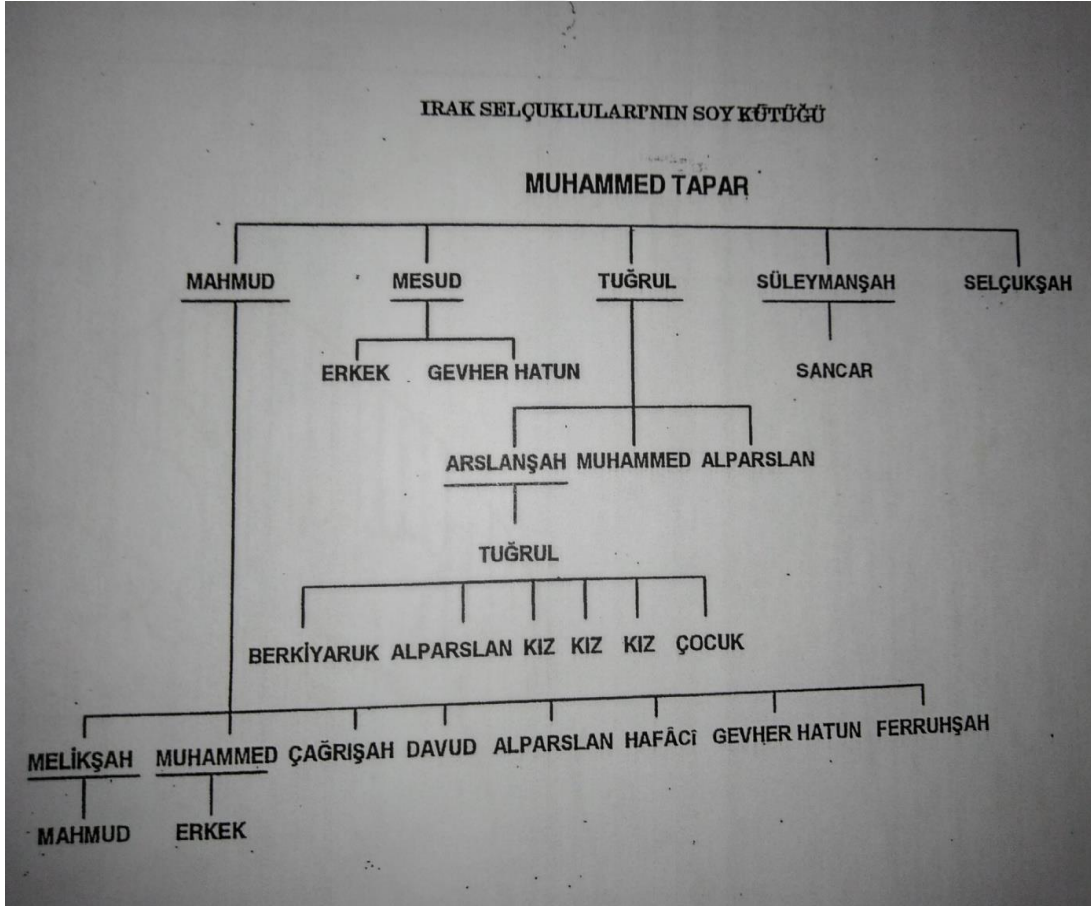 IRAK SELÇUKLULARI'NIN SOY KÜTÜĞÜ
MUHAMMED TAPAR
MAHMUD MESUD TUĞRUL SÜLEYMANŞAH SELÇUKŞAH
ERKEK GEVHER HATUN SANCAR
ARSLANŞAH MUHAMMED ALPARSLAN
TUĞRUL
BERKİYARUK ALPARSLAN KIZ KIZ KIZ ÇOCUK
MELİKŞAH MUHAMMED ÇAĞRIŞAH DAVUD ALPARSLAN HAFÂCî GEVHER HATUN FERRUHŞAH
MAHMUD ERKEK